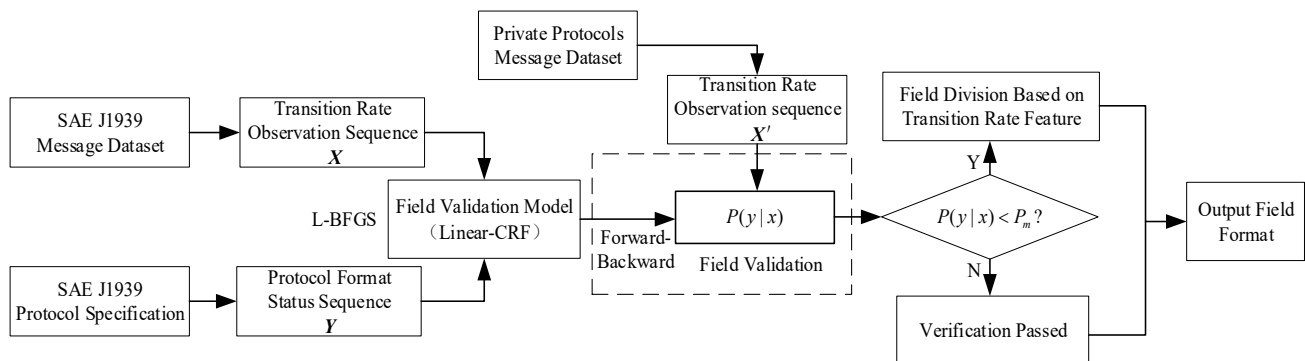 Private Protocols
Message Dataset
SAE J1939
Message Dataset
Transition Rate
Observation Sequence
X
Transition Rate
Observation sequence
X′
Field Division Based on
Transition Rate Feature
L-BFGS
Field Validation Model
（Linear-CRF）
P(y | x)
Forward-
Backward
Field Validation
Y
P(y | x) < Pm?
N
Output Field
Format
SAE J1939
Protocol Specification
Protocol Format
Status Sequence
Y
Verification Passed